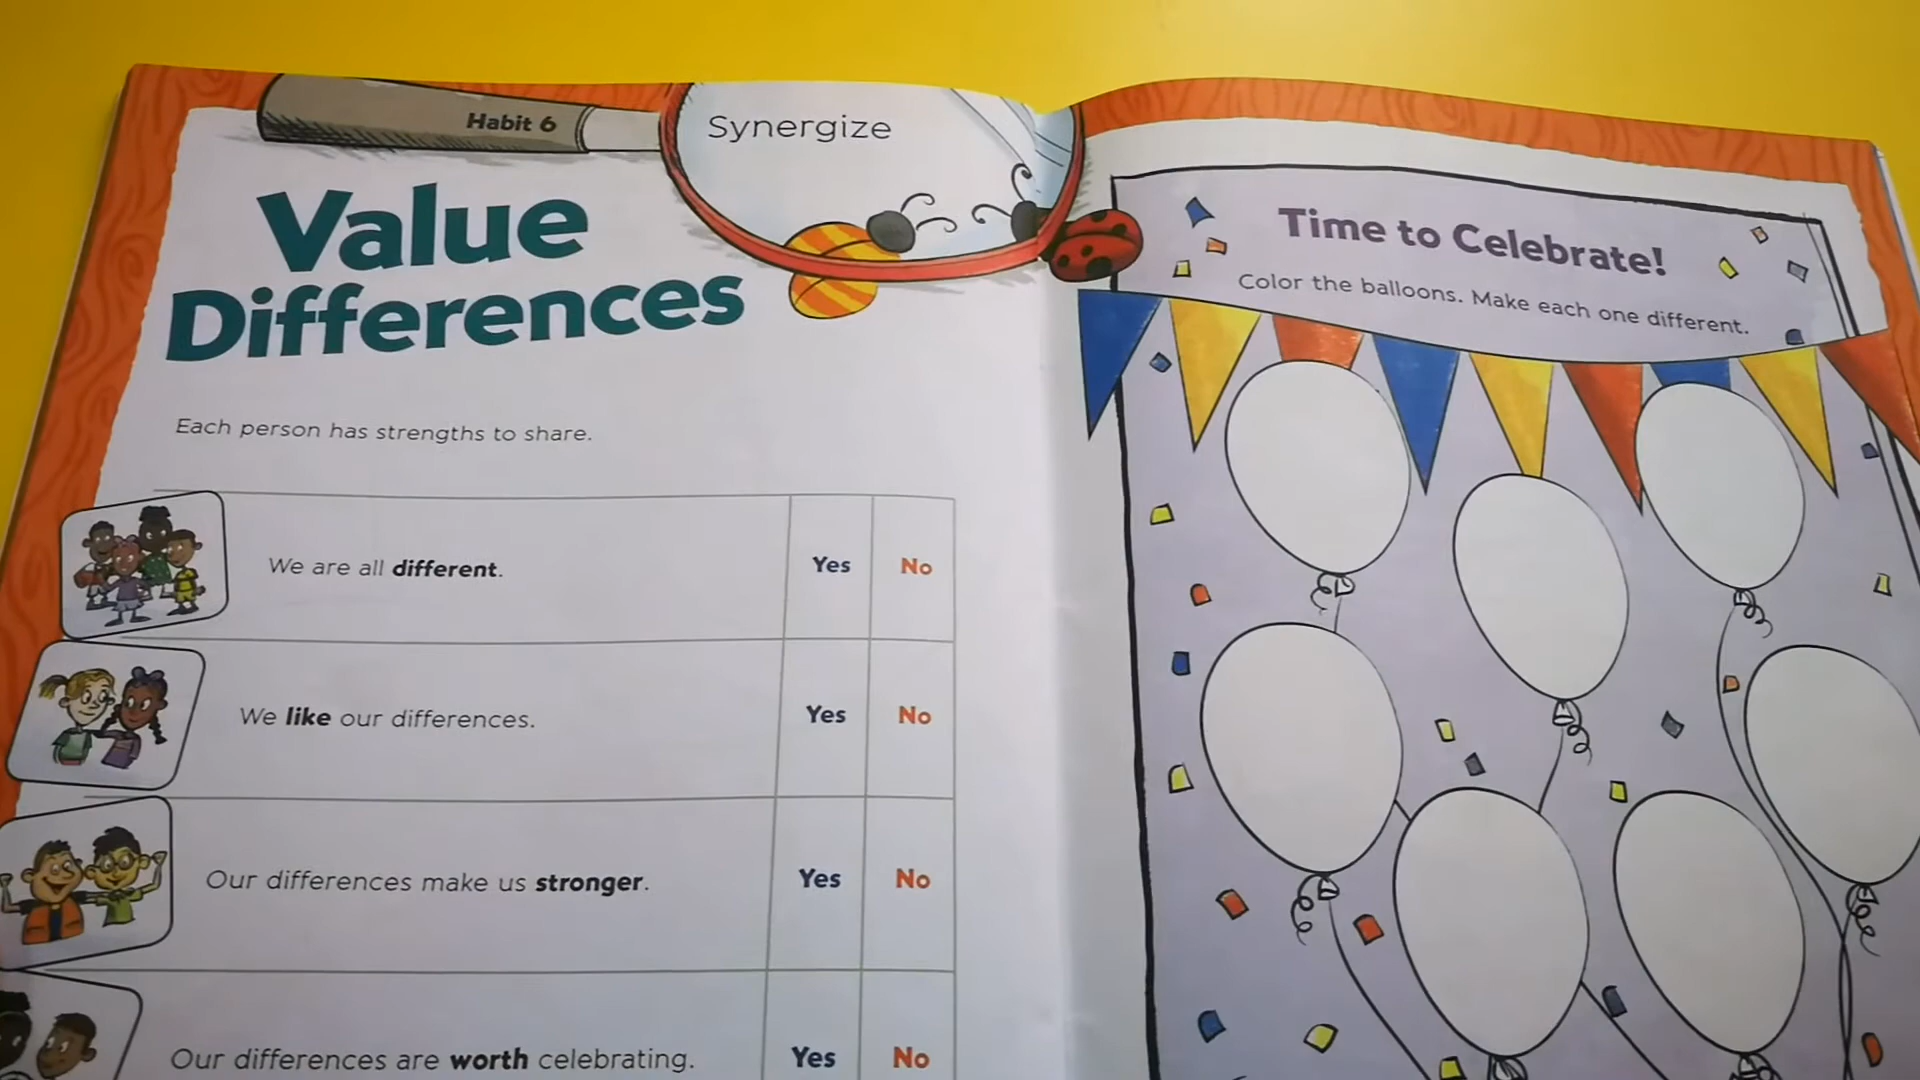 Habit 6
Synergize
Value
Differences
Each person has strengths to share.
We are all different. Yes No
We like our differences. Yes No
Our differences make us stronger. Yes No
Our differences are worth celebrating. Yes No
Time to Celebrate!
Color the balloons. Make each one different.